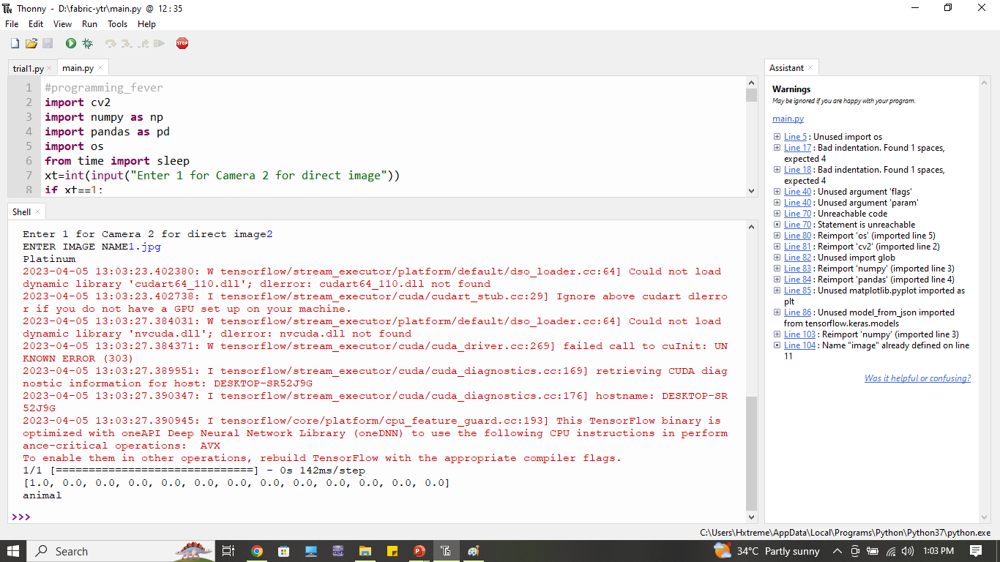 Thonny - D:\fabric-ytr\main.py @ 12 : 35
File Edit View Run Tools Help
STOP
trial1.py × main.py ×
1 #programming_fever
2 import cv2
3 import numpy as np
4 import pandas as pd
5 import os
6 from time import sleep
7 xt=int(input("Enter 1 for Camera 2 for direct image"))
8 if xt==1:
Shell ×
Enter 1 for Camera 2 for direct image2
ENTER IMAGE NAME1.jpg
Platinum
2023-04-05 13:03:23.402380: W tensorflow/stream_executor/platform/default/dso_loader.cc:64] Could not load
dynamic library 'cudart64_110.dll'; dlerror: cudart64_110.dll not found
2023-04-05 13:03:23.402738: I tensorflow/stream_executor/cuda/cudart_stub.cc:29] Ignore above cudart dlerro
r if you do not have a GPU set up on your machine.
2023-04-05 13:03:27.384031: W tensorflow/stream_executor/platform/default/dso_loader.cc:64] Could not load
dynamic library 'nvcuda.dll'; dlerror: nvcuda.dll not found
2023-04-05 13:03:27.384371: W tensorflow/stream_executor/cuda/cuda_driver.cc:269] failed call to cuInit: UN
KNOWN ERROR (303)
2023-04-05 13:03:27.389951: I tensorflow/stream_executor/cuda/cuda_diagnostics.cc:169] retrieving CUDA diag
nostic information for host: DESKTOP-SR52J9G
2023-04-05 13:03:27.390347: I tensorflow/stream_executor/cuda/cuda_diagnostics.cc:176] hostname: DESKTOP-SR
52J9G
2023-04-05 13:03:27.390945: I tensorflow/core/platform/cpu_feature_guard.cc:193] This TensorFlow binary is
optimized with oneAPI Deep Neural Network Library (oneDNN) to use the following CPU instructions in perform
ance-critical operations:  AVX
To enable them in other operations, rebuild TensorFlow with the appropriate compiler flags.
1/1 [==============================] - 0s 142ms/step
[1.0, 0.0, 0.0, 0.0, 0.0, 0.0, 0.0, 0.0, 0.0, 0.0, 0.0, 0.0, 0.0]
animal
>>>
Assistant ×
Warnings
May be ignored if you are happy with your program.
main.py
Line 5 : Unused import os
Line 17 : Bad indentation. Found 1 spaces,
expected 4
Line 18 : Bad indentation. Found 1 spaces,
expected 4
Line 40 : Unused argument 'flags'
Line 40 : Unused argument 'param'
Line 70 : Unreachable code
Line 70 : Statement is unreachable
Line 80 : Reimport 'os' (imported line 5)
Line 81 : Reimport 'cv2' (imported line 2)
Line 82 : Unused import glob
Line 83 : Reimport 'numpy' (imported line 3)
Line 84 : Reimport 'pandas' (imported line 4)
Line 85 : Unused matplotlib.pyplot imported as
plt
Line 86 : Unused model_from_json imported
from tensorflow.keras.models
Line 103 : Reimport 'numpy' (imported line 3)
Line 104 : Name "image" already defined on line
11
Was it helpful or confusing?
C:\Users\Hxtreme\AppData\Local\Programs\Python\Python37\python.exe
Search
34°C Partly sunny
1:03 PM